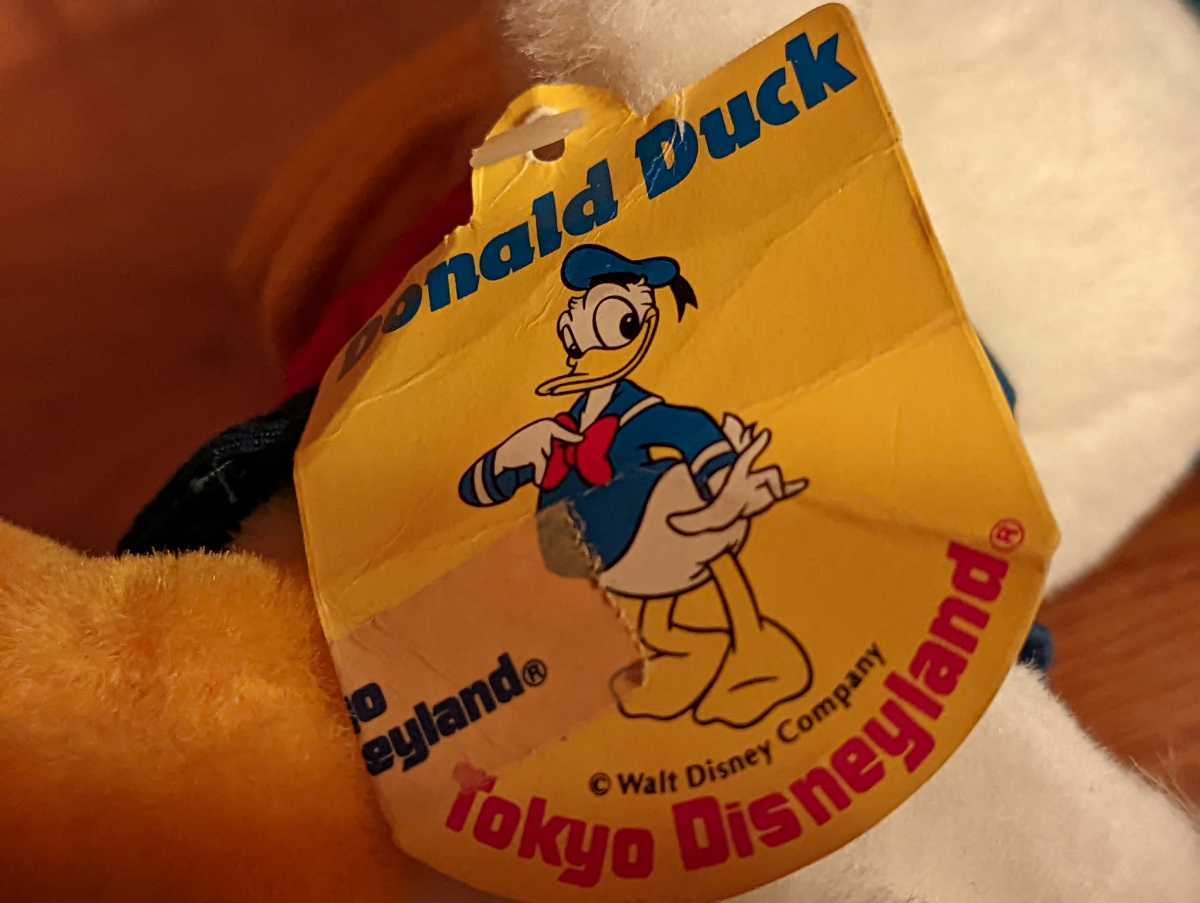 Donald Duck
eyland®
© Walt Disney Company
Tokyo Disneyland®